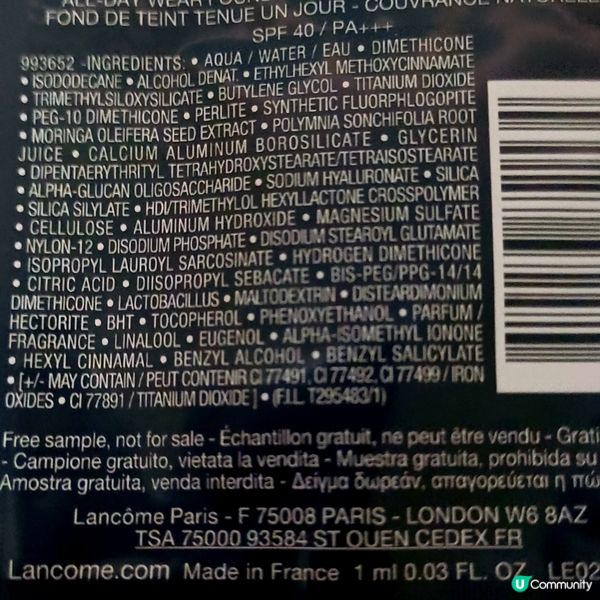 ALL-DAY WEAR FOUND
FOND DE TEINT TENUE UN JOUR - COUVRANCE NATURELLE
SPF 40 / PA+++
993652 - INGREDIENTS: • AQUA / WATER / EAU • DIMETHICONE
• ISODODECANE • ALCOHOL DENAT. • ETHYLHEXYL METHOXYCINNAMATE
• TRIMETHYLSILOXYSILICATE • BUTYLENE GLYCOL • TITANIUM DIOXIDE
• PEG-10 DIMETHICONE • PERLITE • SYNTHETIC FLUORPHLOGOPITE
• MORINGA OLEIFERA SEED EXTRACT • POLYMNIA SONCHIFOLIA ROOT
JUICE • CALCIUM ALUMINUM BOROSILICATE • GLYCERIN
• DIPENTAERYTHRITYL TETRAHYDROXYSTEARATE/TETRAISOSTEARATE
• ALPHA-GLUCAN OLIGOSACCHARIDE • SODIUM HYALURONATE • SILICA
• SILICA SILYLATE • HDI/TRIMETHYLOL HEXYLLACTONE CROSSPOLYMER
• CELLULOSE • ALUMINUM HYDROXIDE • MAGNESIUM SULFATE
• NYLON-12 • DISODIUM PHOSPHATE • DISODIUM STEAROYL GLUTAMATE
• ISOPROPYL LAUROYL SARCOSINATE • HYDROGEN DIMETHICONE
• CITRIC ACID • DIISOPROPYL SEBACATE • BIS-PEG/PPG-14/14
DIMETHICONE • LACTOBACILLUS • MALTODEXTRIN • DISTEARDIMONIUM
HECTORITE • BHT • TOCOPHEROL • PHENOXYETHANOL • PARFUM /
FRAGRANCE • LINALOOL • EUGENOL • ALPHA-ISOMETHYL IONONE
• HEXYL CINNAMAL • BENZYL ALCOHOL • BENZYL SALICYLATE
• [+/- MAY CONTAIN / PEUT CONTENIR CI 77491, CI 77492, CI 77499 / IRON
OXIDES • CI 77891 / TITANIUM DIOXIDE ] • (F.I.L. T295483/1)
Free sample, not for sale - Échantillon gratuit, ne peut être vendu - Grati
- Campione gratuito, vietata la vendita - Muestra gratuita, prohibida su
Amostra gratuita, venda interdita - Δείγμα δωρεάν, απαγορεύεται η πώ
Lancôme Paris - F 75008 PARIS - LONDON W6 8AZ
TSA 75000 93584 ST OUEN CEDEX FR
Lancome.com Made in France 1 ml 0.03 FL. OZ. LE02
U Community